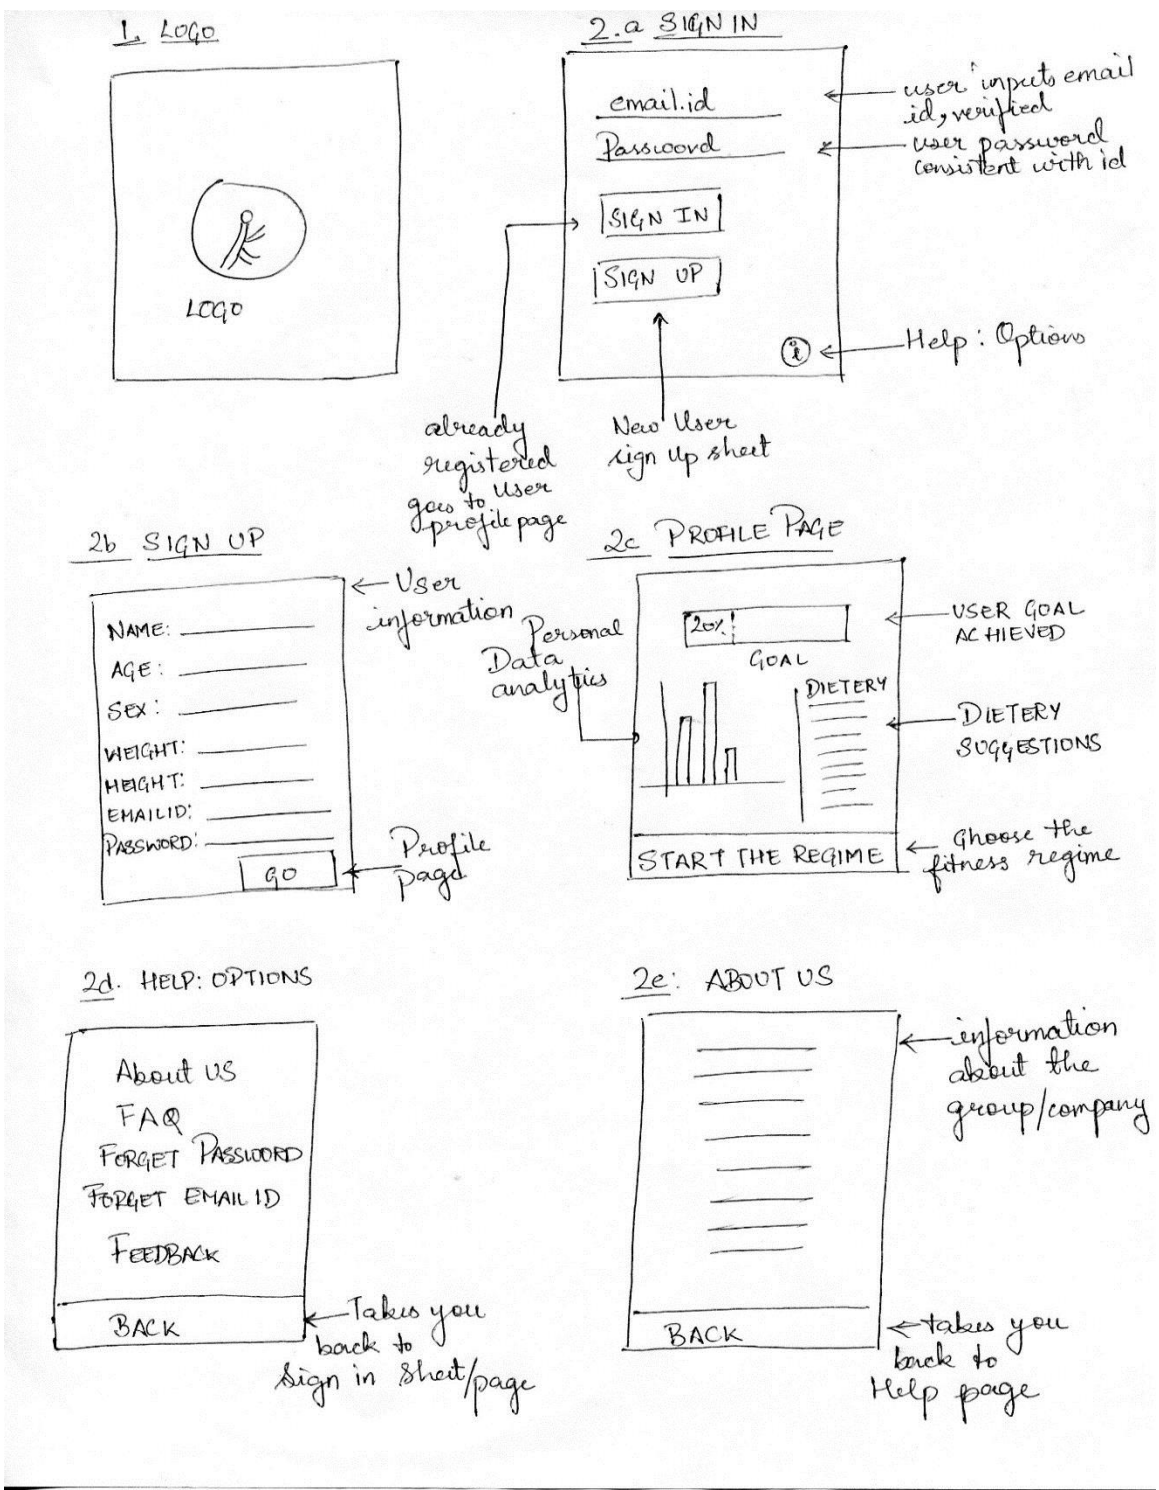 1. LOGO
LOGO
2.a SIGN IN
email.id
Password
SIGN IN
SIGN UP
i
user inputs email
id, verified
user password
consistent with id
Help: Options
already
registered
goes to User
profile page
New User
sign up sheet
2b SIGN UP
NAME:
AGE:
SEX:
WEIGHT:
HEIGHT:
EMAILID:
PASSWORD:
GO
User
information
Profile
page
2c PROFILE PAGE
20%
GOAL
DIETERY
START THE REGIME
Personal
Data
analytics
USER GOAL
ACHIEVED
DIETERY
SUGGESTIONS
Choose the
fitness regime
2d. HELP: OPTIONS
About US
FAQ
FORGET PASSWORD
FORGET EMAIL ID
FEEDBACK
BACK
Takes you
back to
Sign in Sheet/page
2e: ABOUT US
BACK
information
about the
group/company
takes you
back to
Help page